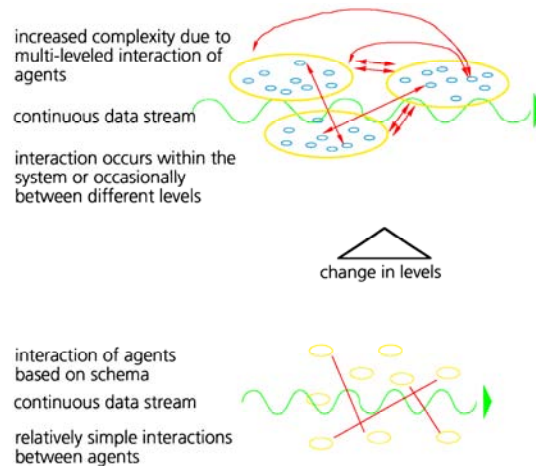 increased complexity due to
multi-leveled interaction of
agents
continuous data stream
interaction occurs within the
system or occasionally
between different levels
change in levels
interaction of agents
based on schema
continuous data stream
relatively simple interactions
between agents